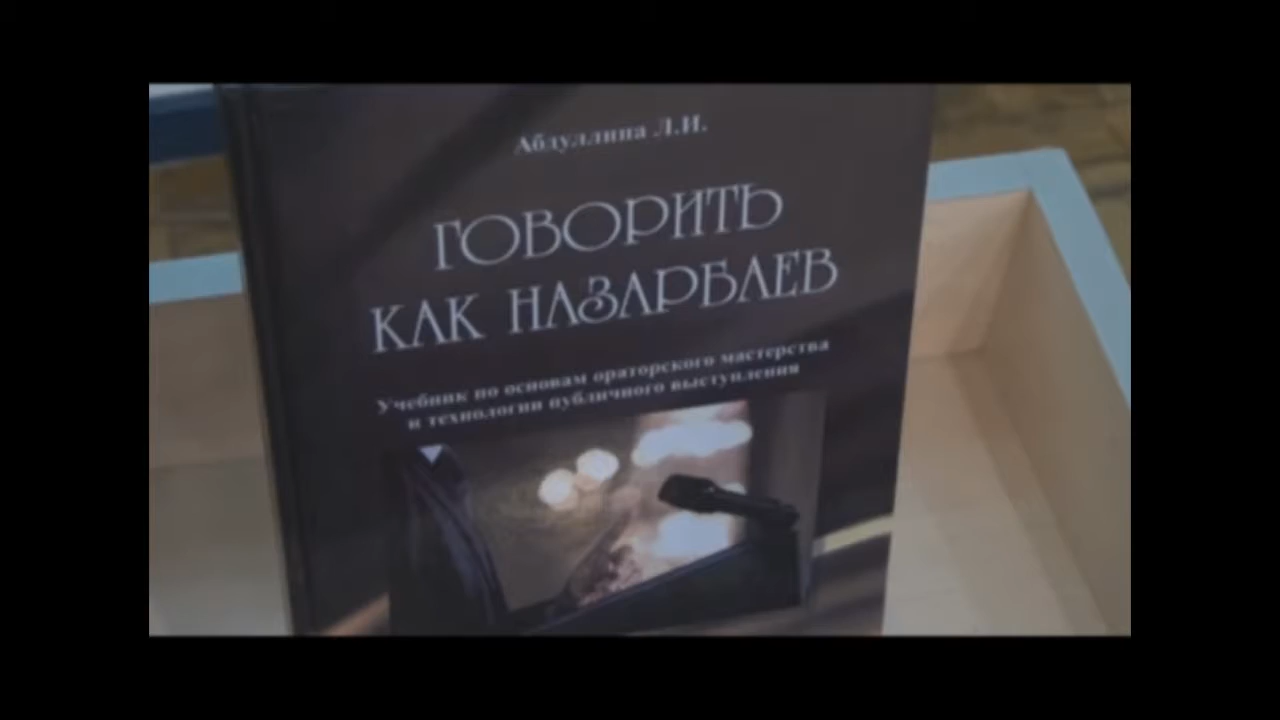 Абдуллина Л.И.
ГОВОРИТЬ
КАК НАЗАРБАЕВ
Учебник по основам ораторского мастерства
и технологии публичного выступления